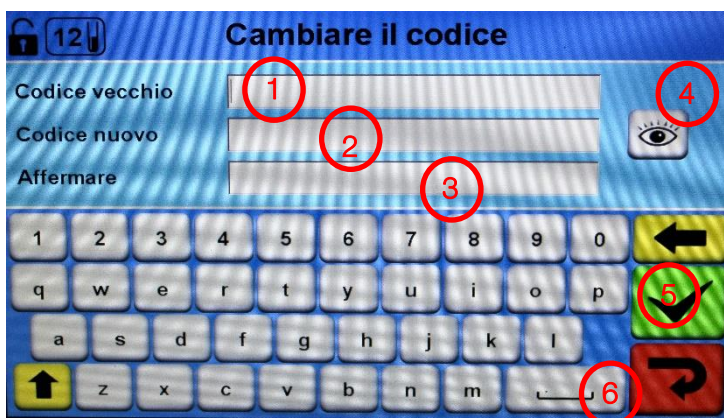 12
Cambiare il codice
Codice vecchio
1
Codice nuovo
2
Affermare
3
4
1 2 3 4 5 6 7 8 9 0
q w e r t y u i o p
5
a s d f g h j k l
z x c v b n m
6